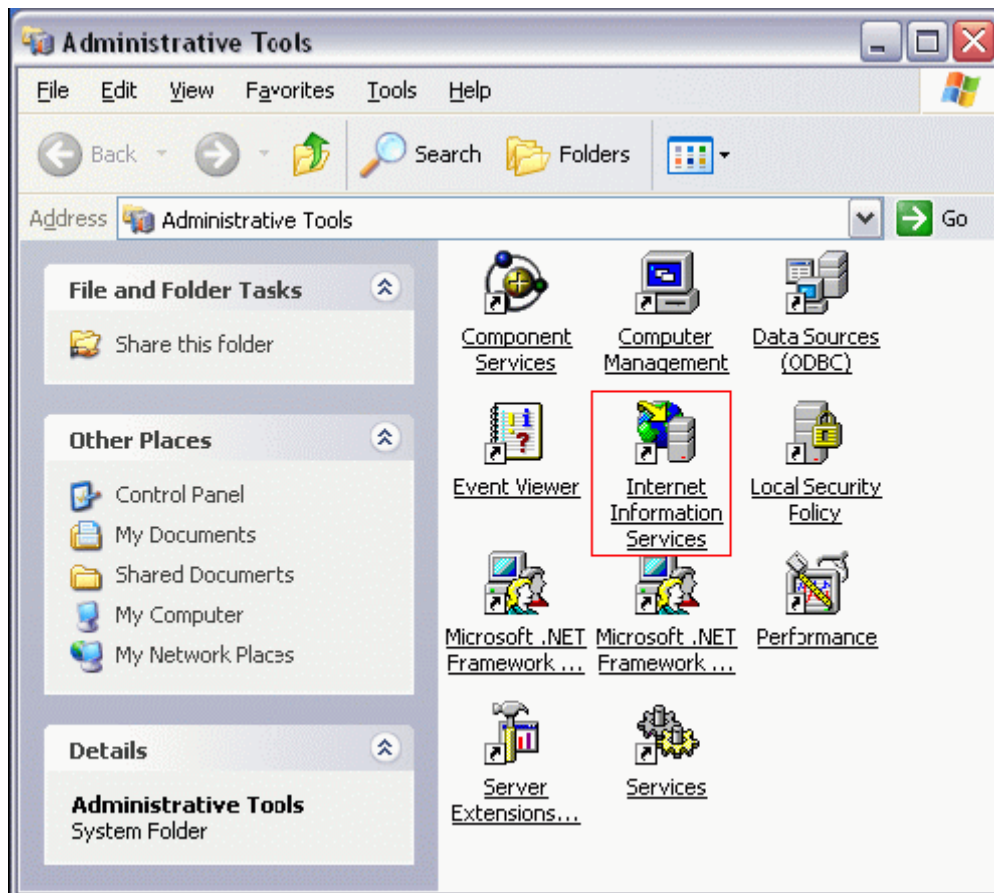 Administrative Tools
File Edit View Favorites Tools Help
Back Search Folders
Address Administrative Tools Go
File and Folder Tasks
Share this folder
Other Places
Control Panel
My Documents
Shared Documents
My Computer
My Network Places
Details
Administrative Tools
System Folder
Component
Services
Computer
Management
Data Sources
(ODBC)
Event Viewer
Internet
Information
Services
Local Security
Policy
Microsoft .NET
Framework ...
Microsoft .NET
Framework ...
Performance
Server
Extensions...
Services